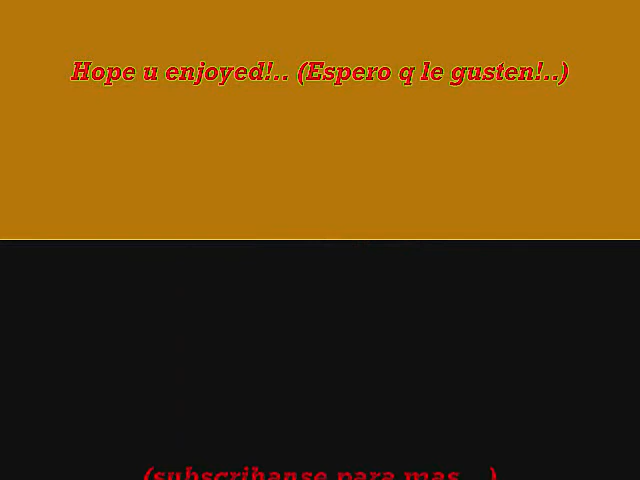 Hope u enjoyed!.. (Espero q le gusten!..)
(subscribanse para mas...)